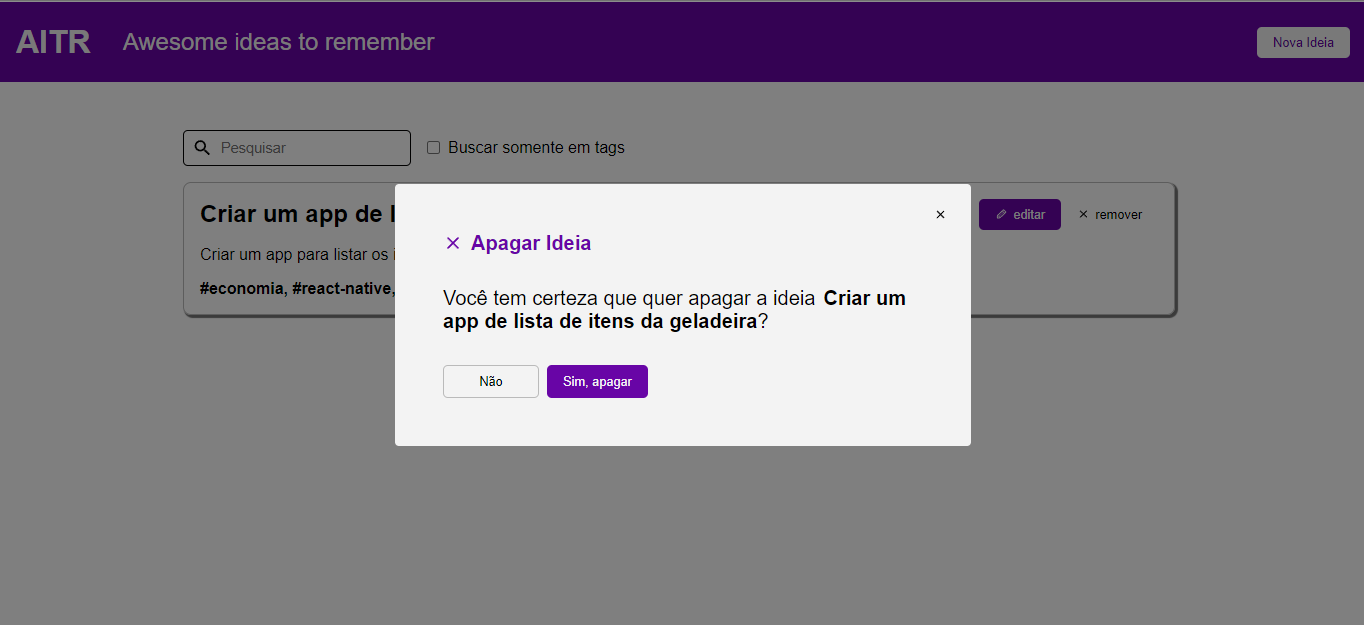 AITR Awesome ideas to remember Nova Ideia
Pesquisar Buscar somente em tags
Criar um app de
editar remover
Criar um app para listar os
#economia, #react-native,
Apagar Ideia
Você tem certeza que quer apagar a ideia Criar um
app de lista de itens da geladeira?
Não Sim, apagar